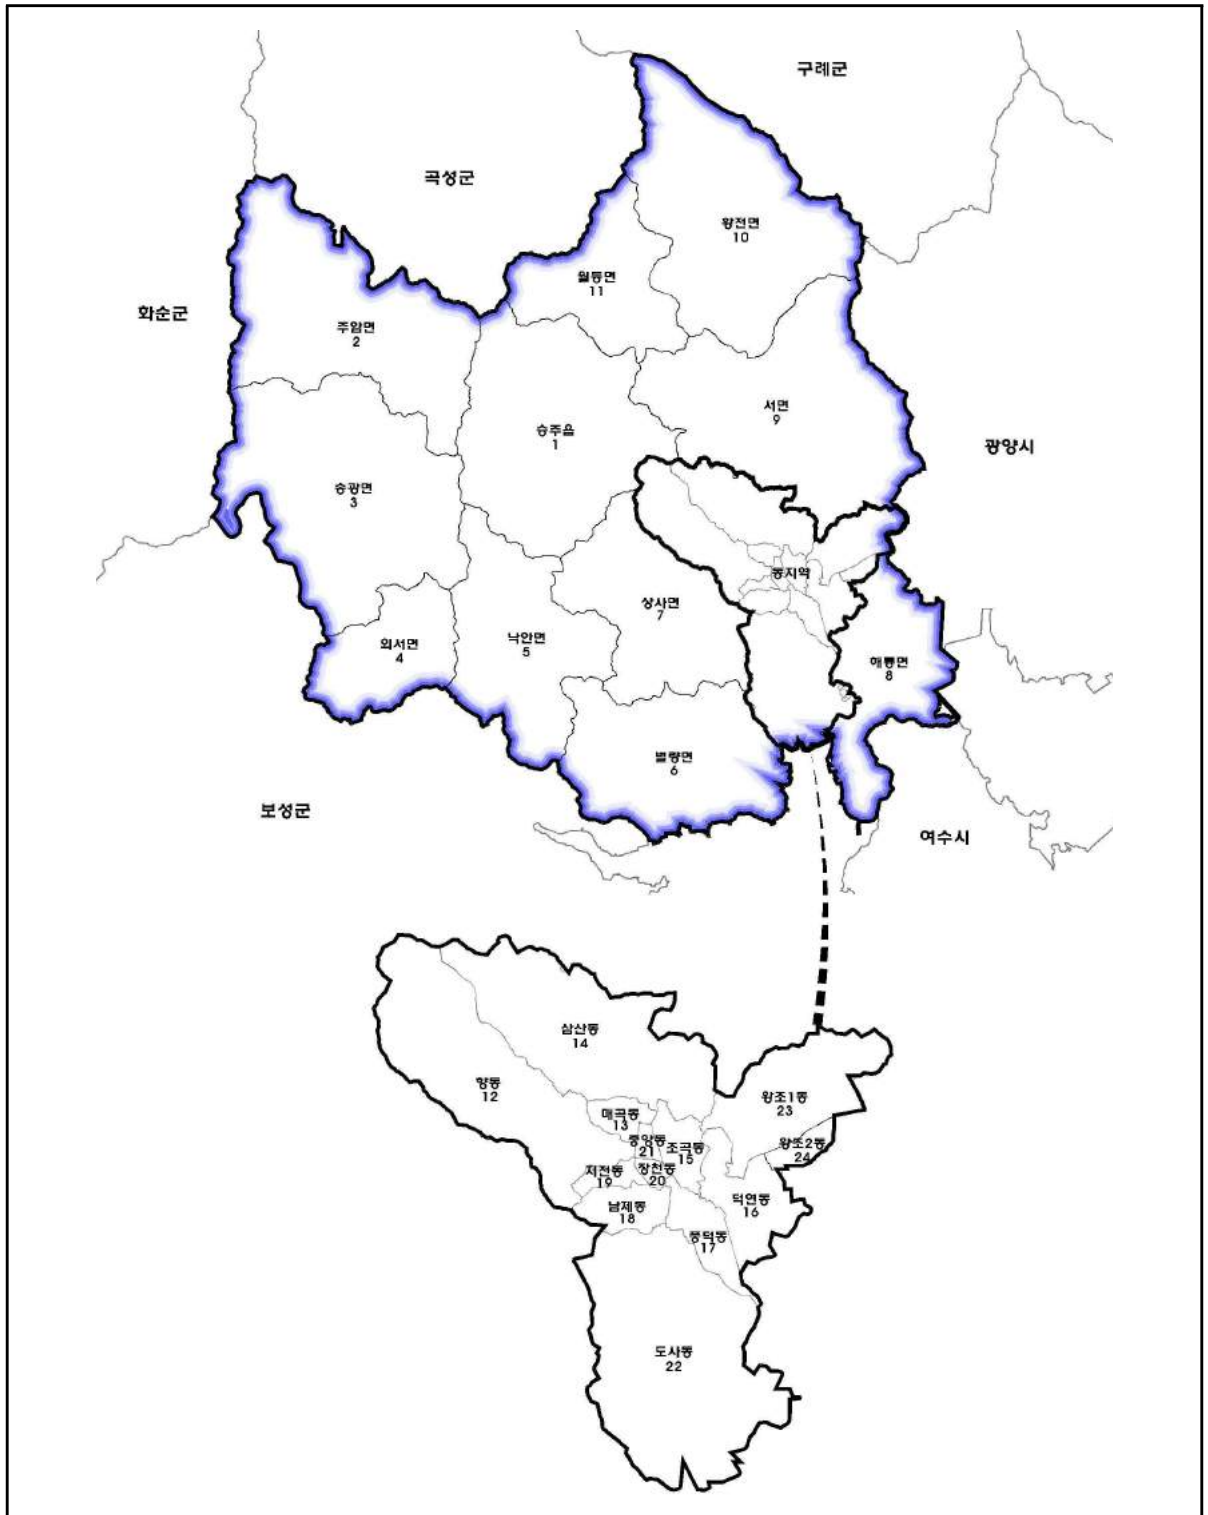 구례군
곡성군
왕전면
10
월등면
11
화순군
주암면
2
서면
9
승주읍
1
광양시
송광면
3
동지역
상사면
7
낙안면
5
외서면
4
해룡면
8
별량면
6
보성군
여수시
삼산동
14
향동
12
왕조1동
23
매곡동
13
중앙동
21
조곡동
15
왕조2동
24
저전동
19
장천동
20
덕연동
16
남제동
18
풍덕동
17
도사동
22